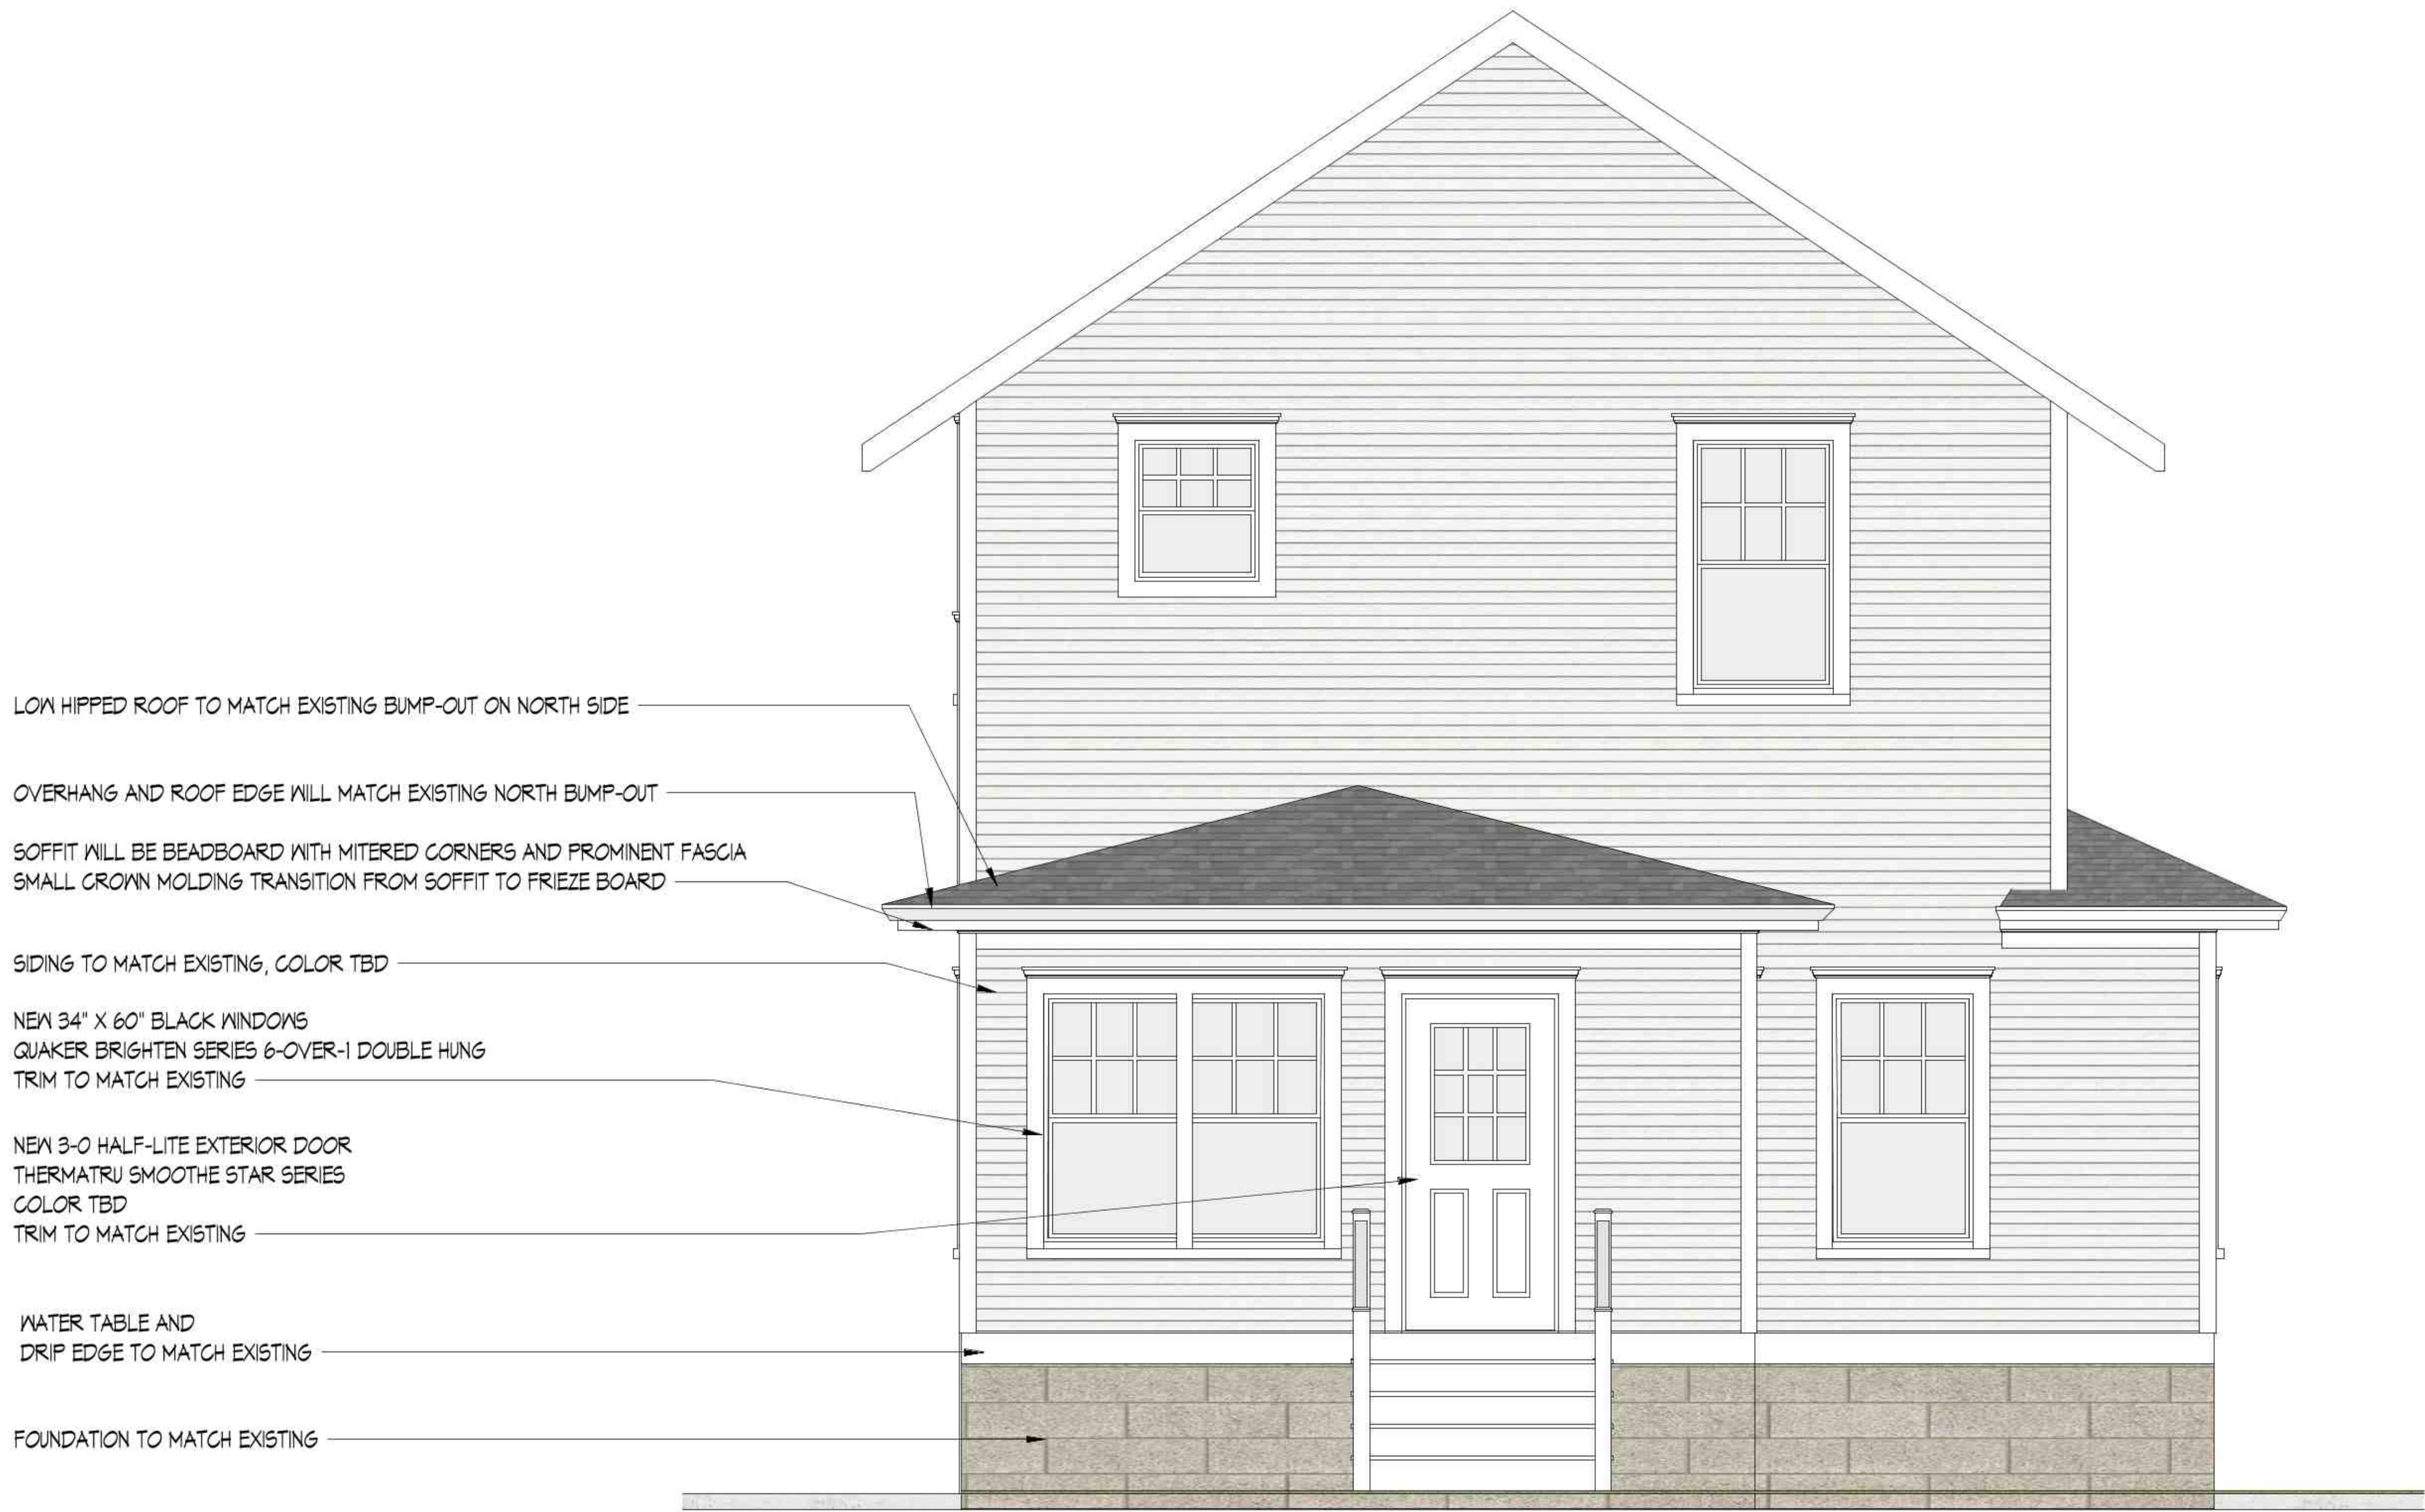 LOW HIPPED ROOF TO MATCH EXISTING BUMP-OUT ON NORTH SIDE
OVERHANG AND ROOF EDGE WILL MATCH EXISTING NORTH BUMP-OUT
SOFFIT WILL BE BEADBOARD WITH MITERED CORNERS AND PROMINENT FASCIA
SMALL CROWN MOLDING TRANSITION FROM SOFFIT TO FRIEZE BOARD
SIDING TO MATCH EXISTING, COLOR TBD
NEW 34" X 60" BLACK WINDOWS
QUAKER BRIGHTEN SERIES 6-OVER-1 DOUBLE HUNG
TRIM TO MATCH EXISTING
NEW 3-0 HALF-LITE EXTERIOR DOOR
THERMATRU SMOOTHE STAR SERIES
COLOR TBD
TRIM TO MATCH EXISTING
WATER TABLE AND
DRIP EDGE TO MATCH EXISTING
FOUNDATION TO MATCH EXISTING